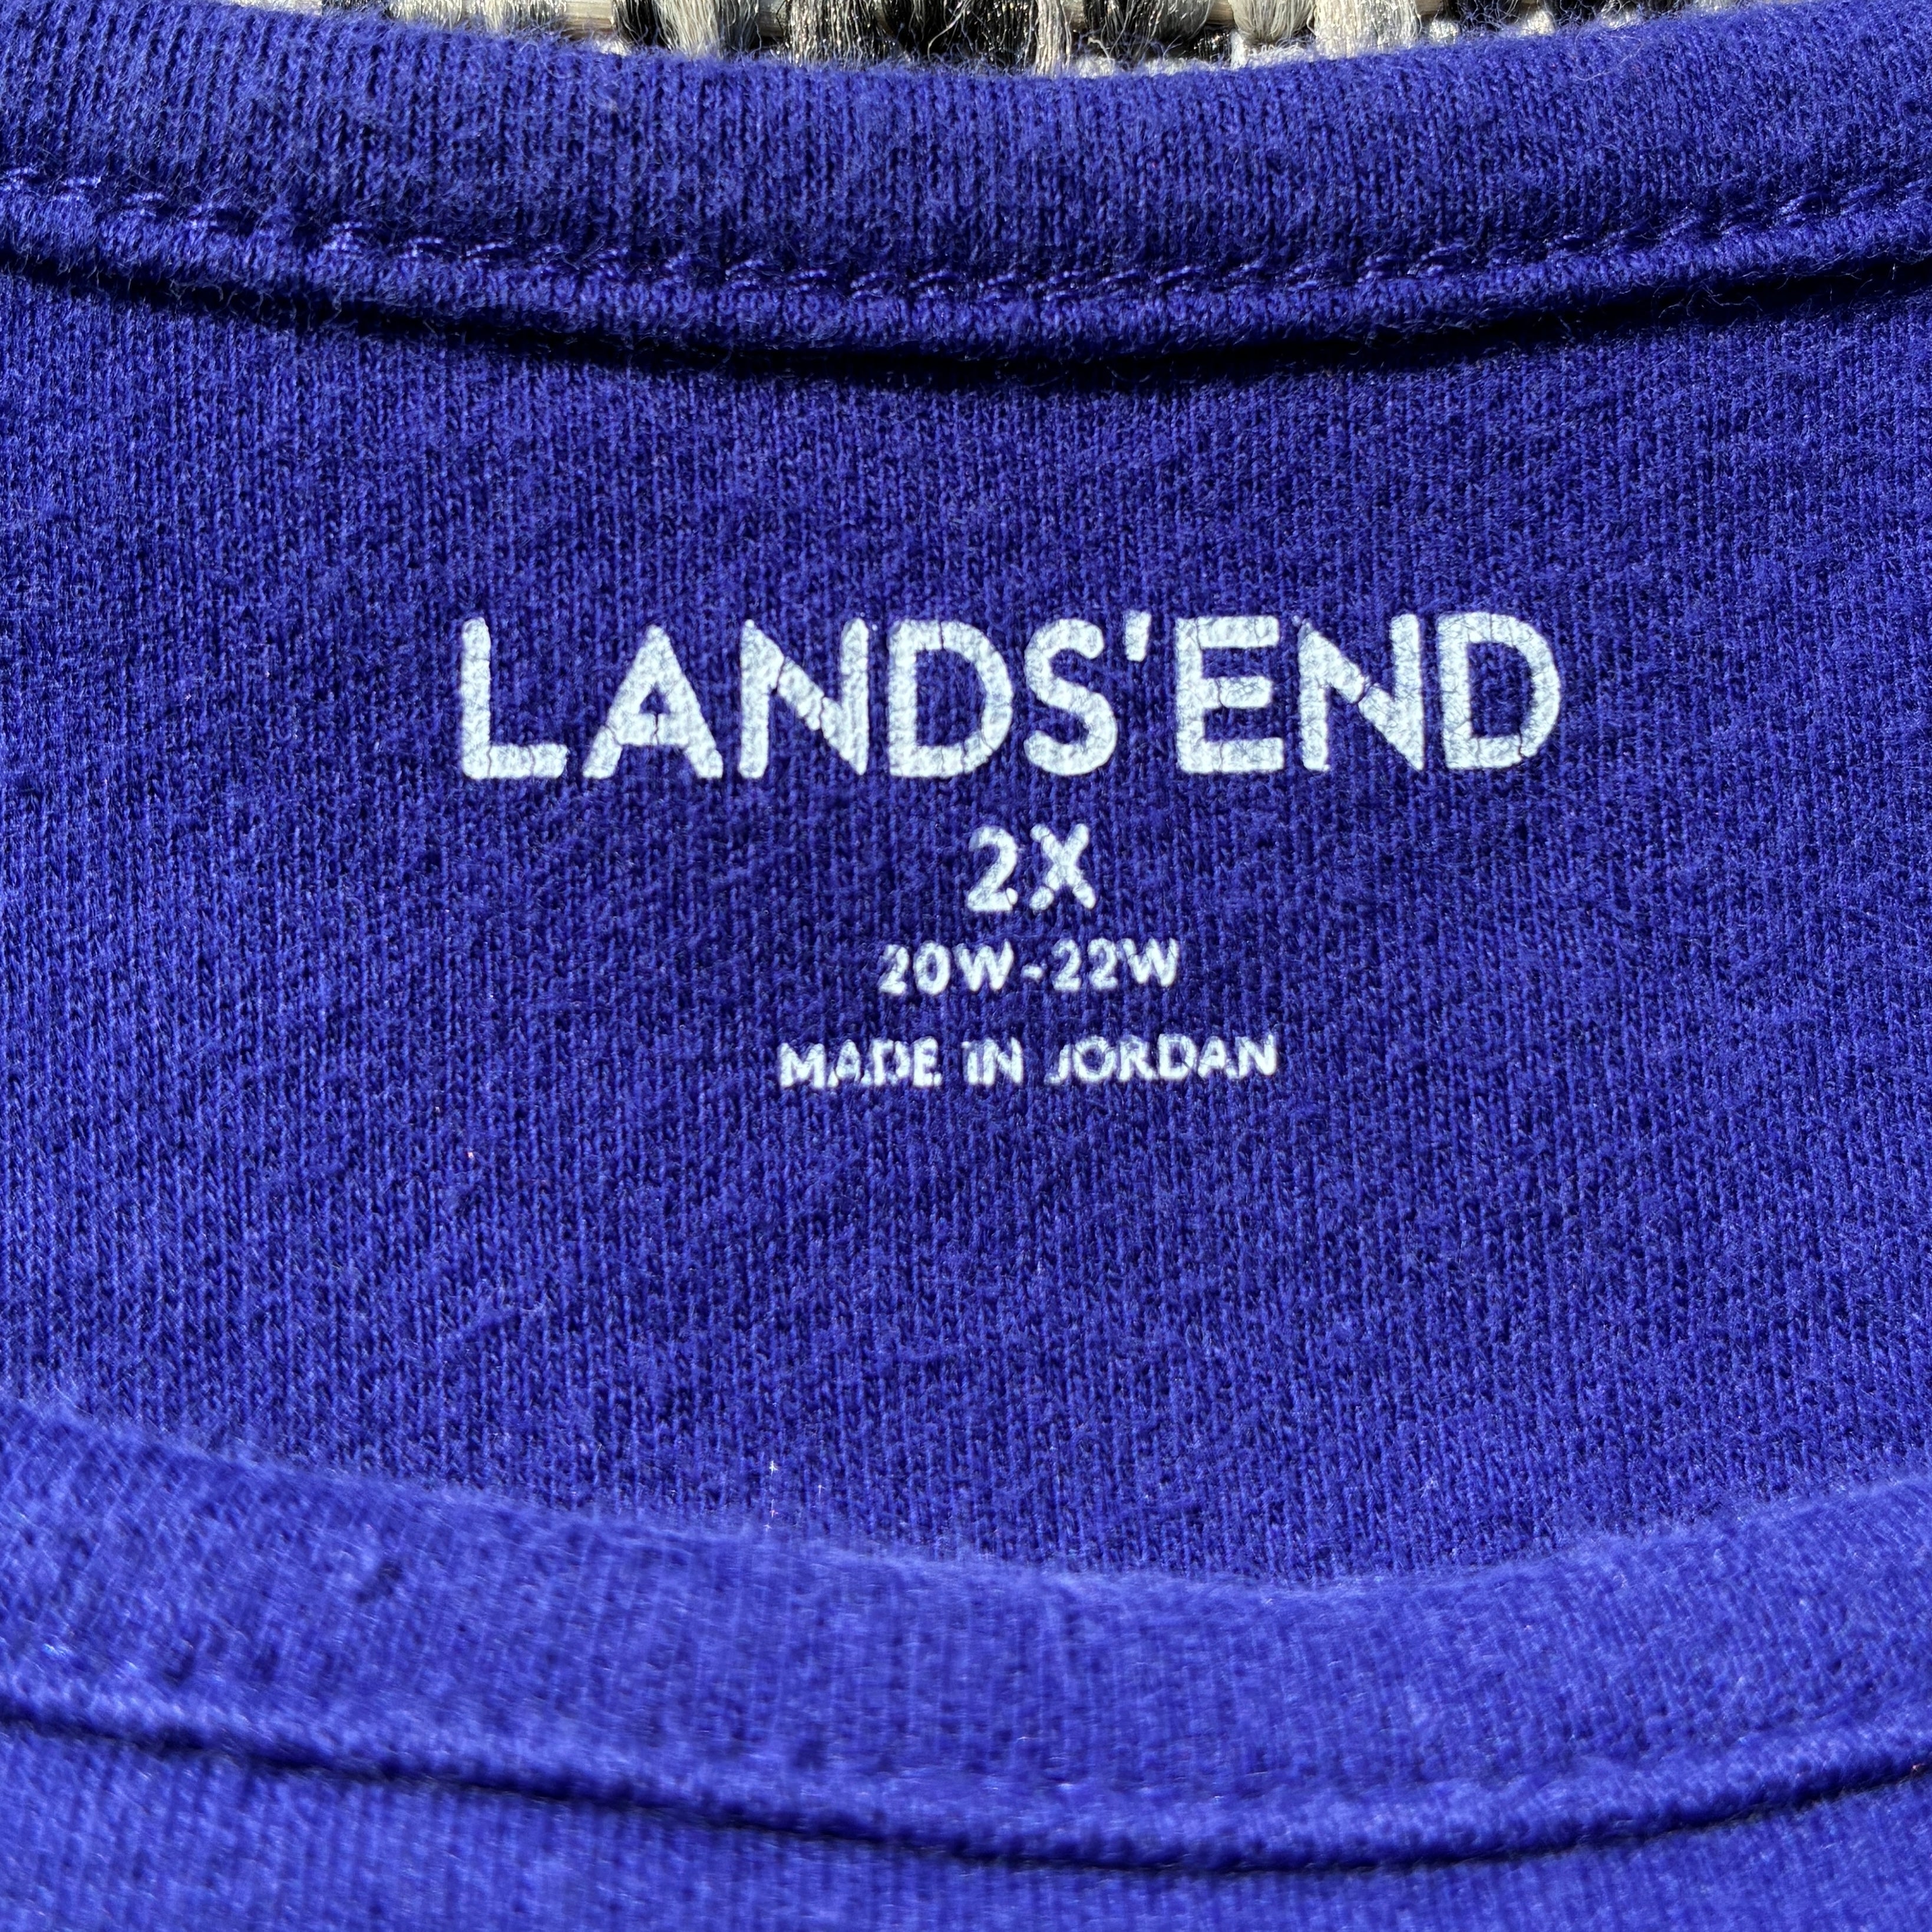 LANDS'END
2X
20W-22W
MADE IN JORDAN